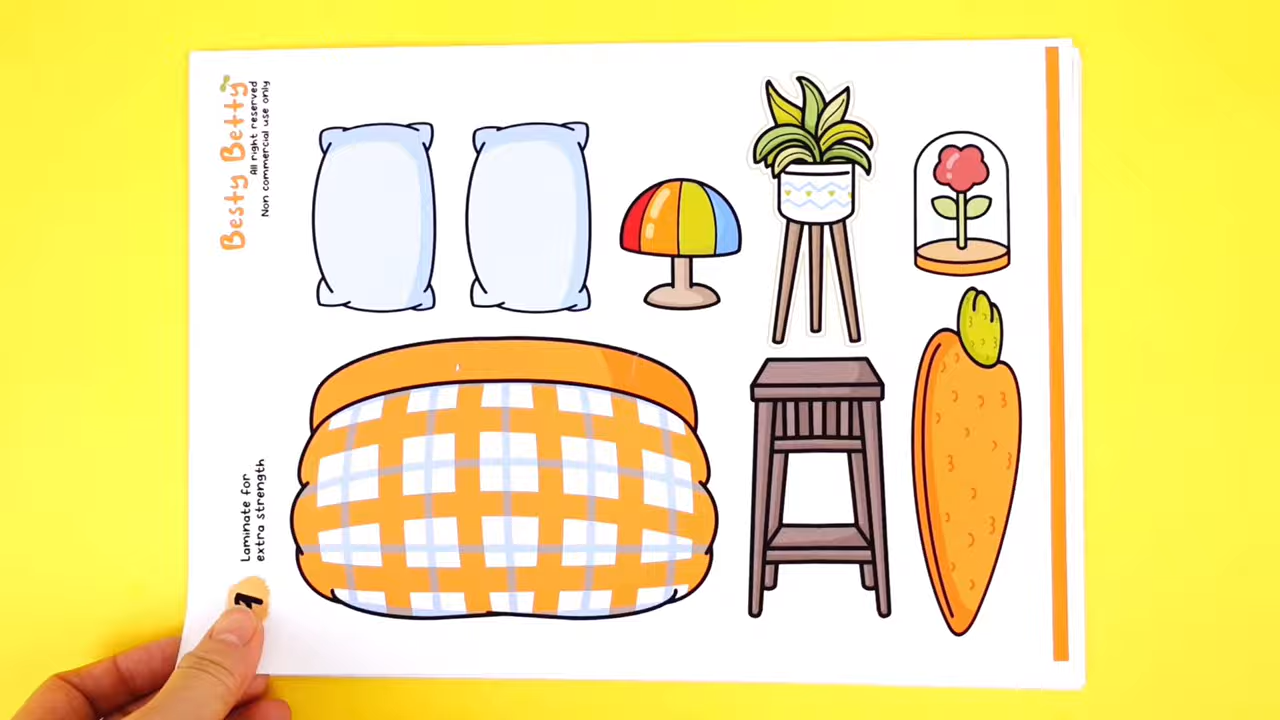 Besty Betty
All right reserved
Non commercial use only
Laminate for
extra strength